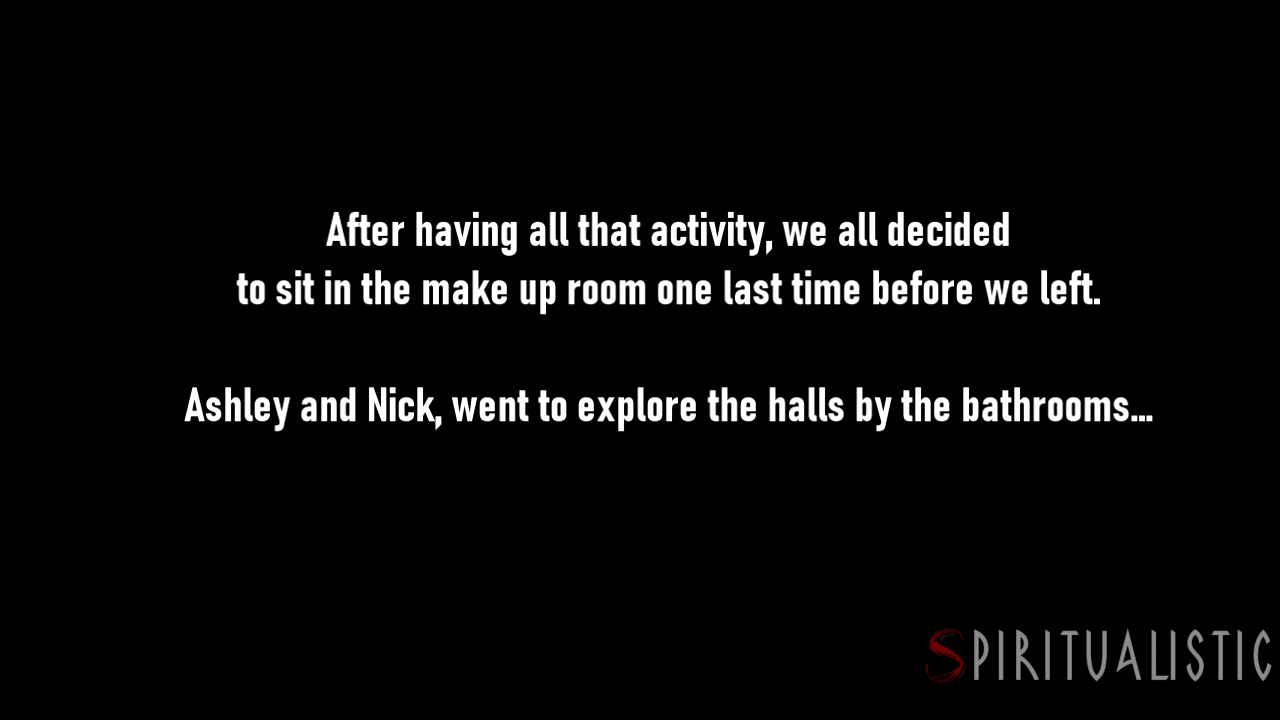 After having all that activity, we all decided
to sit in the make up room one last time before we left.
Ashley and Nick, went to explore the halls by the bathrooms...
SPIRITUALISTIC